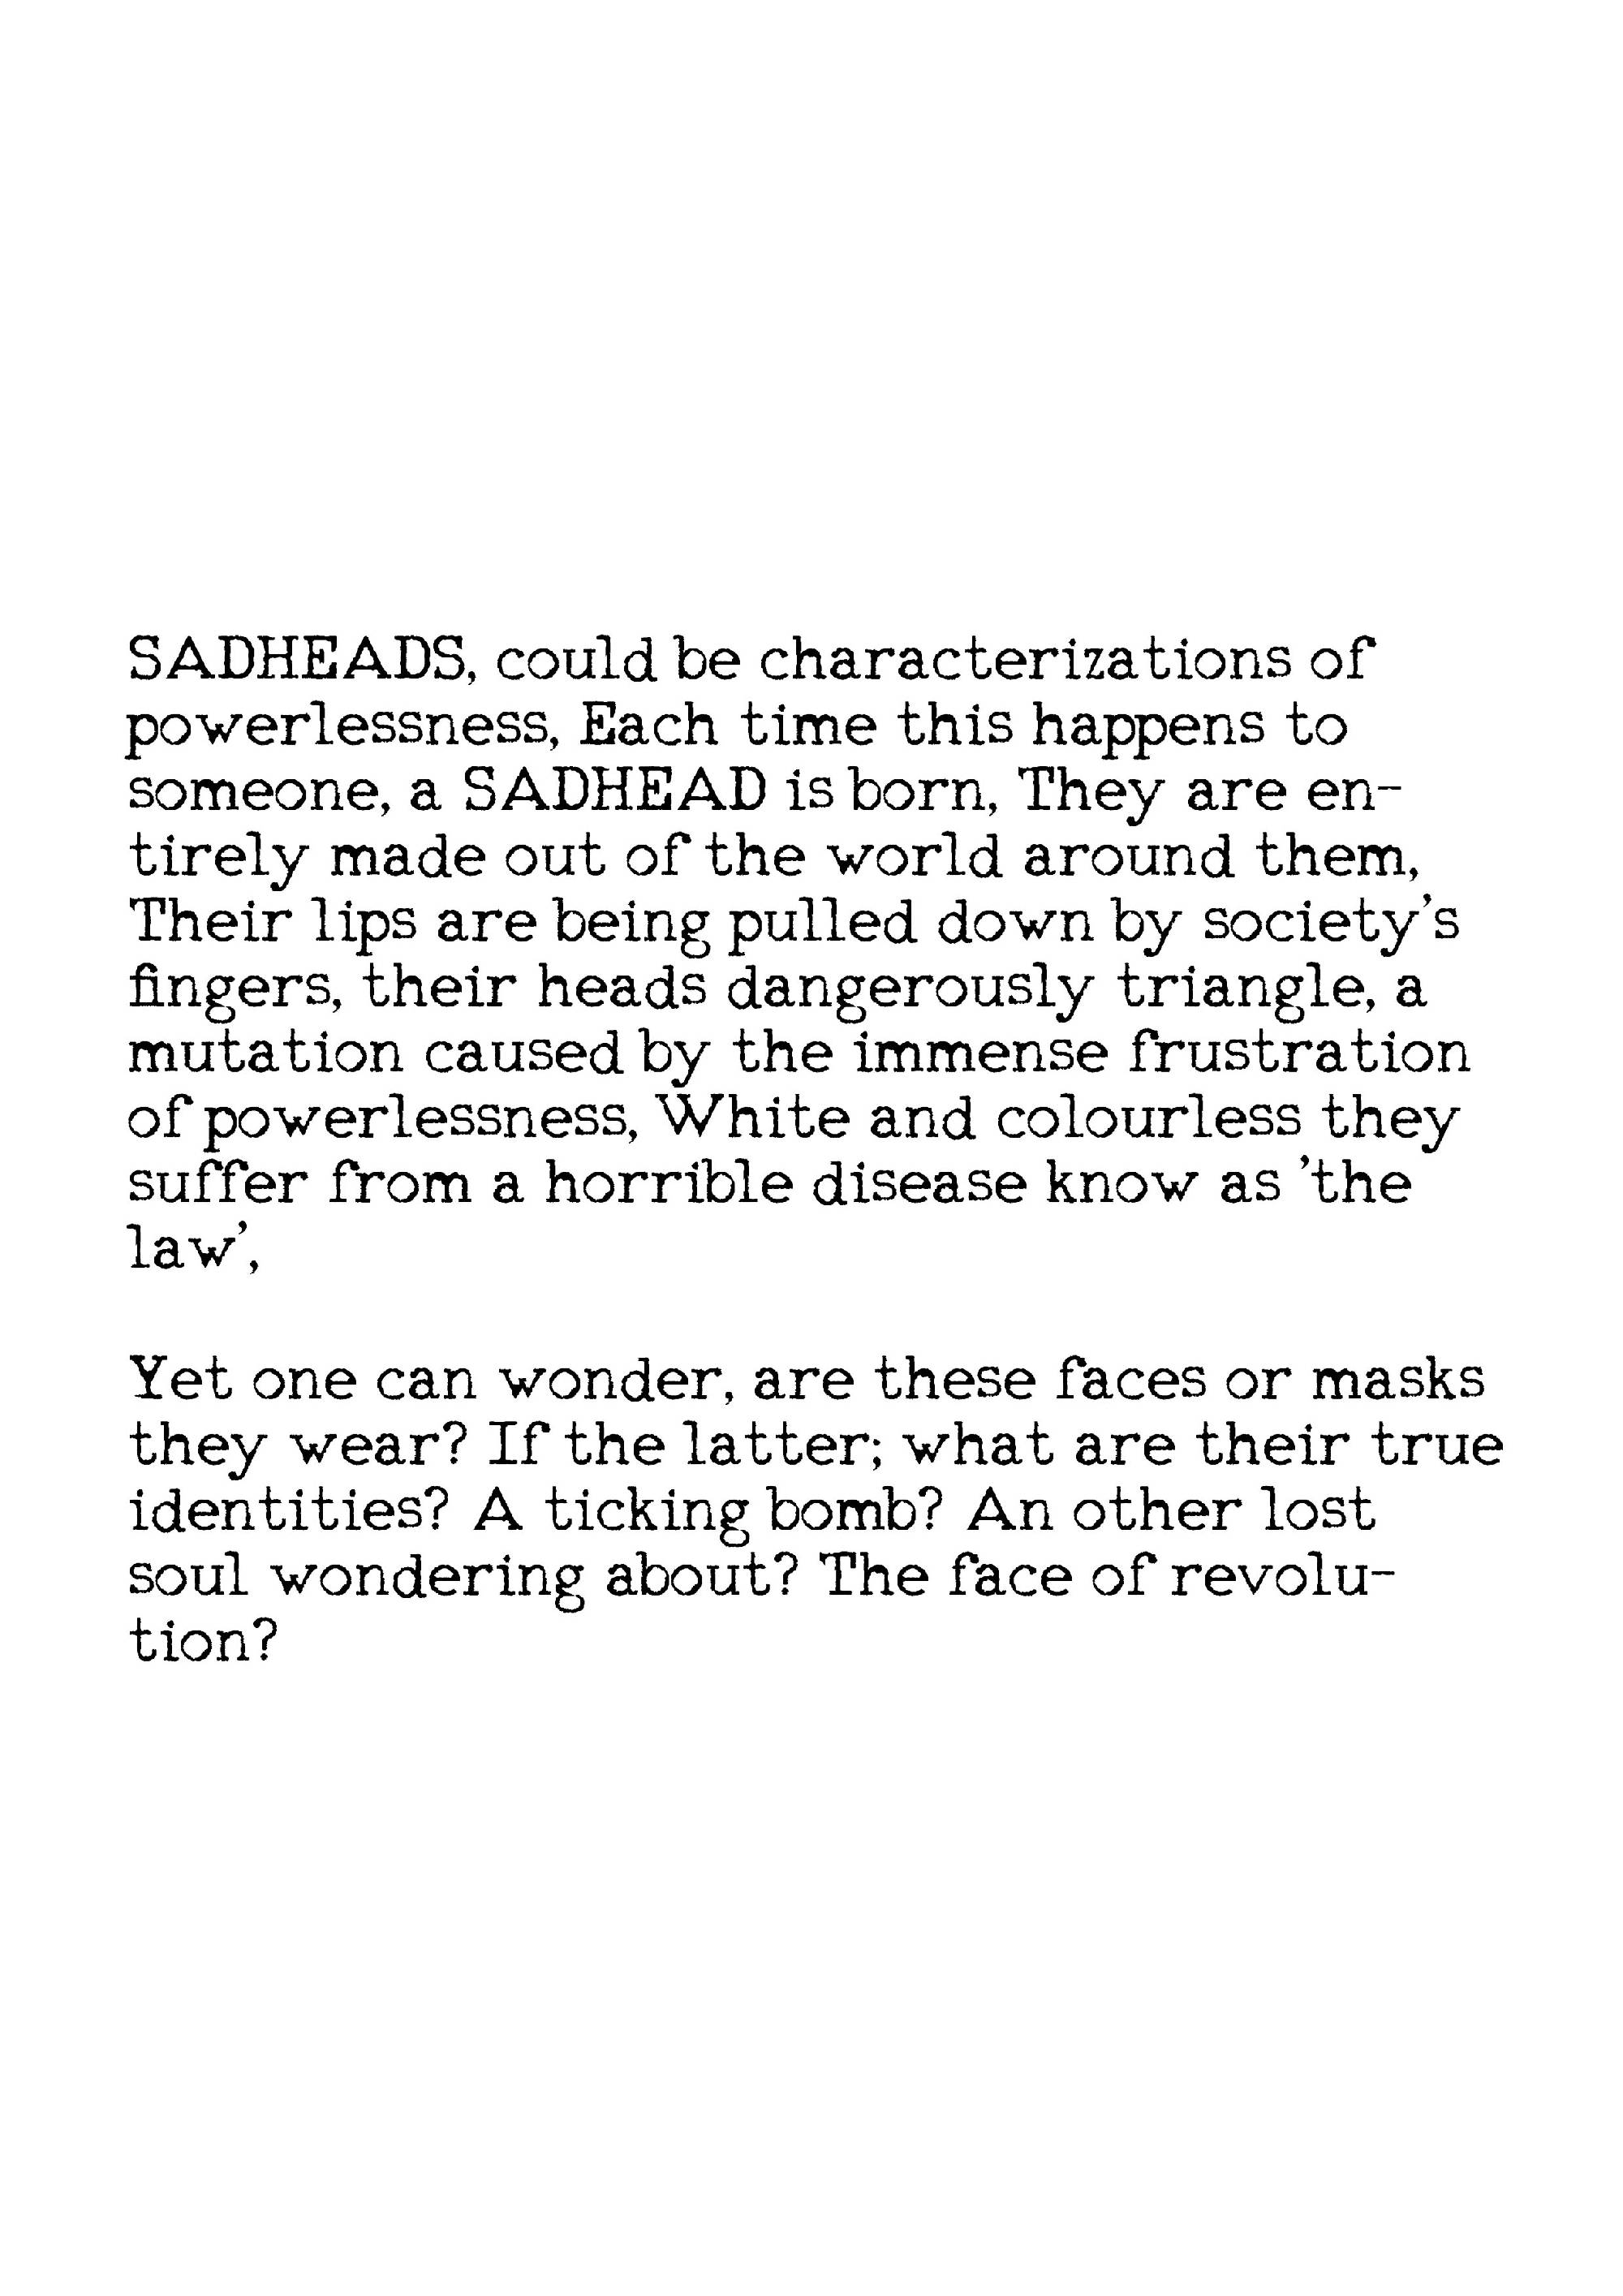 SADHEADS, could be characterizations of
powerlessness, Each time this happens to
someone, a SADHEAD is born, They are en-
tirely made out of the world around them,
Their lips are being pulled down by society's
fingers, their heads dangerously triangle, a
mutation caused by the immense frustration
of powerlessness, White and colourless they
suffer from a horrible disease know as 'the
law',

Yet one can wonder, are these faces or masks
they wear? If the latter; what are their true
identities? A ticking bomb? An other lost
soul wondering about? The face of revolu-
tion?